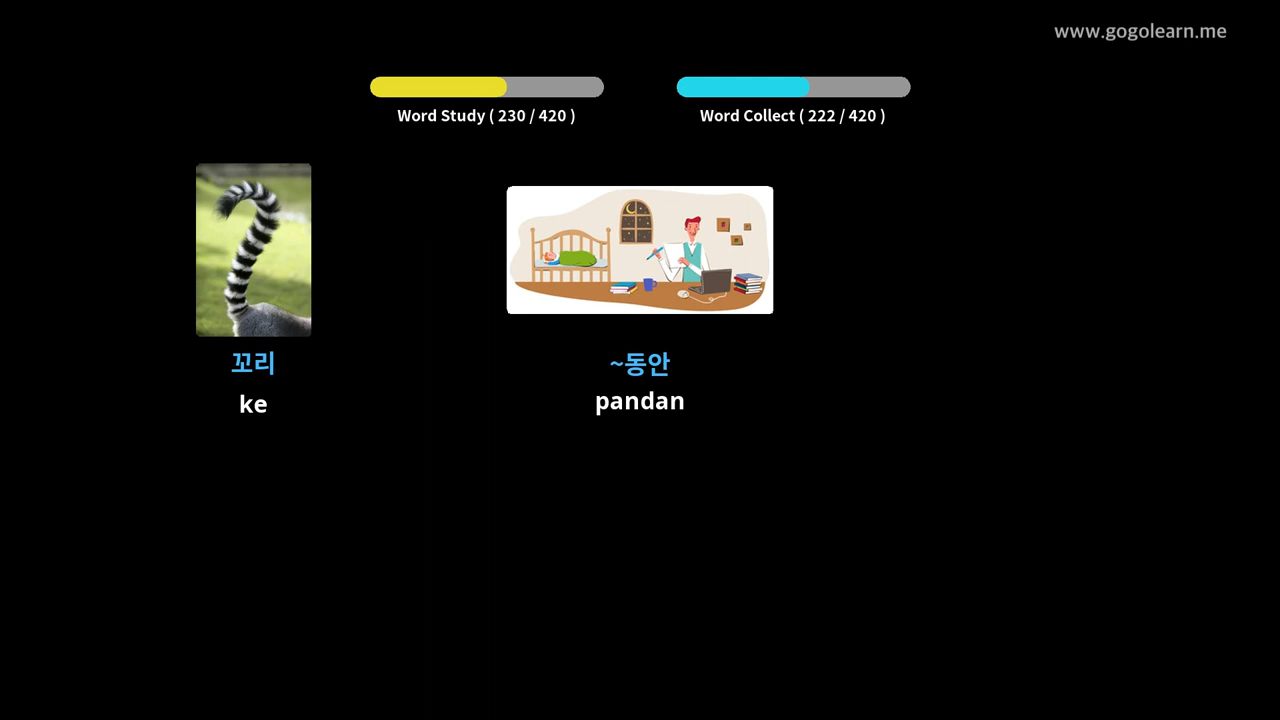 www.gogolearn.me
Word Study ( 230 / 420 )
Word Collect ( 222 / 420 )
꼬리
ke
~동안
pandan